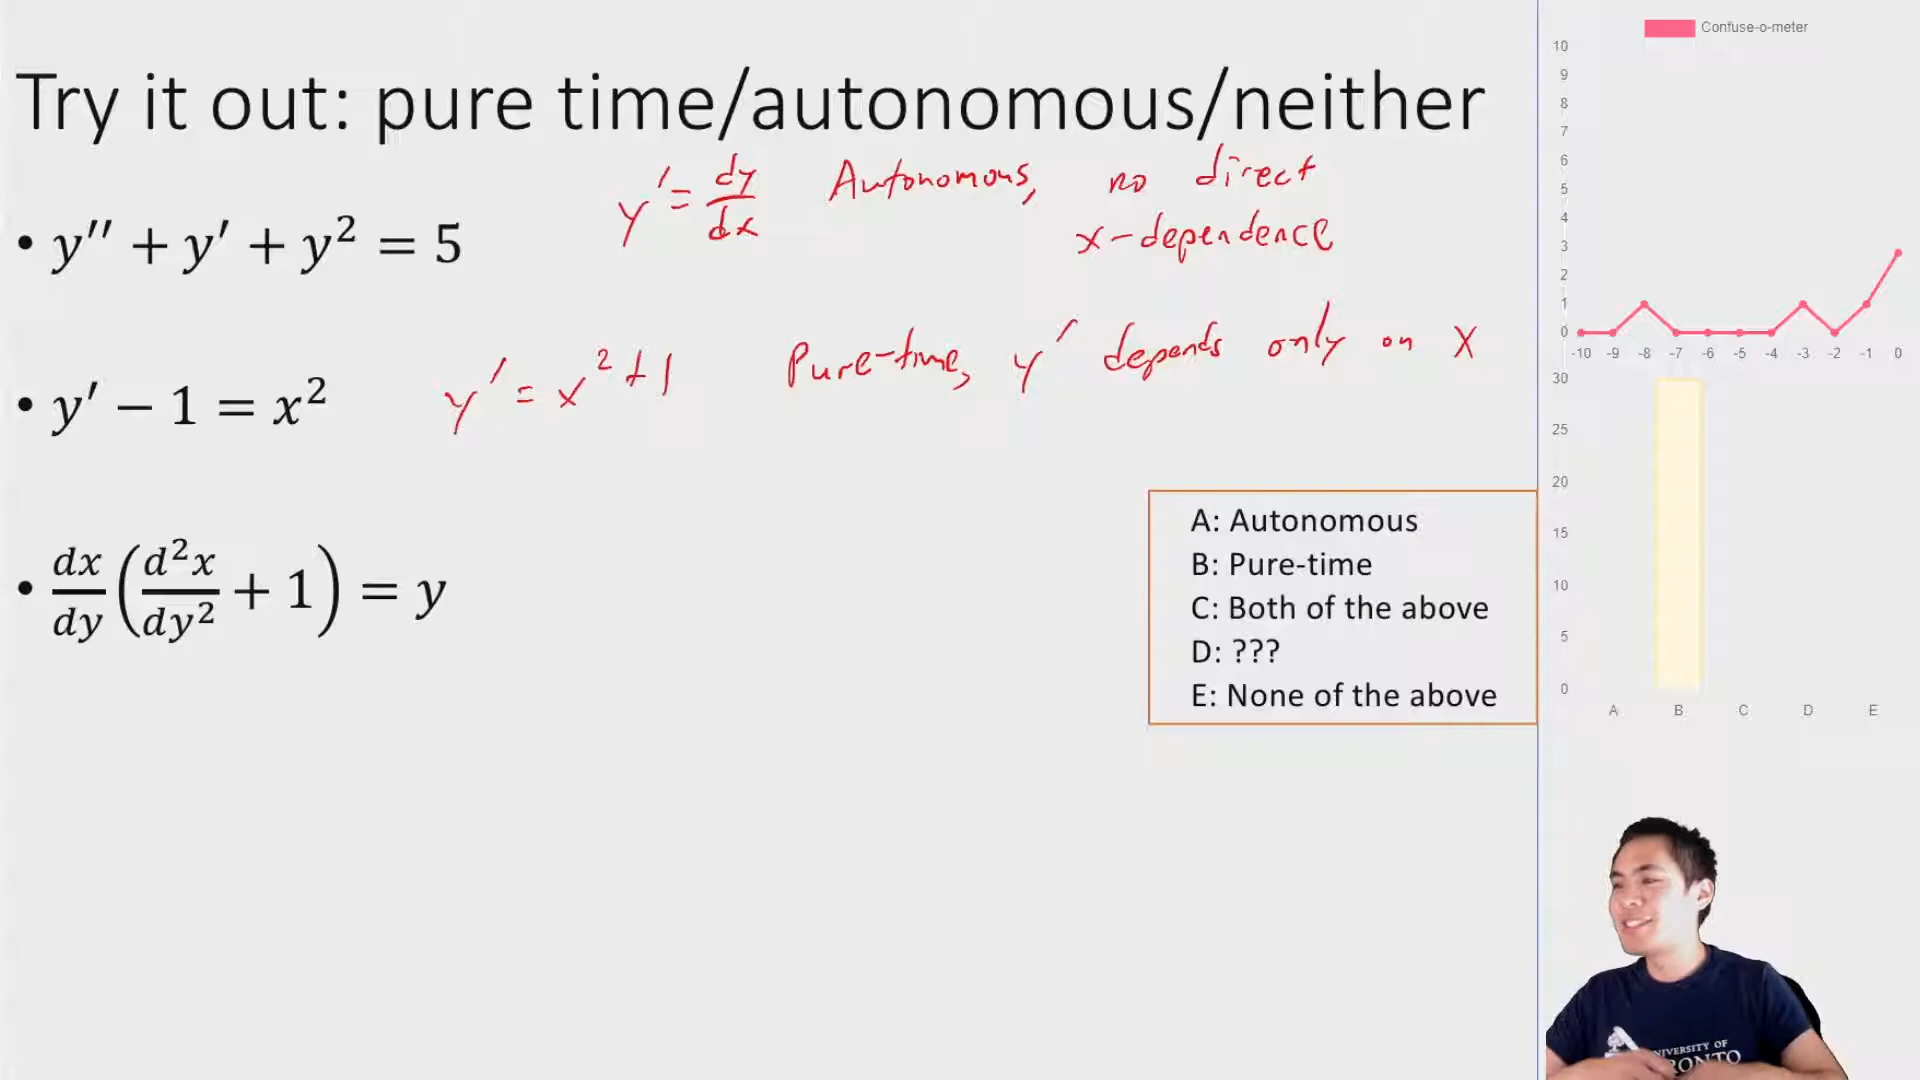 Try it out: pure time/autonomous/neither
y' = dy/dx Autonomous, no direct
x-dependence
• y'' + y' + y² = 5
y' = x² + 1 Pure-time, y' depends only on x
• y' − 1 = x²
• dx/dy (d²x/dy² + 1) = y
A: Autonomous
B: Pure-time
C: Both of the above
D: ???
E: None of the above
Confuse-o-meter
10
9
8
7
6
5
4
3
2
1
0
-10 -9 -8 -7 -6 -5 -4 -3 -2 -1 0
30
25
20
15
10
5
0
A B C D E
UNIVERSITY OF
TORONTO